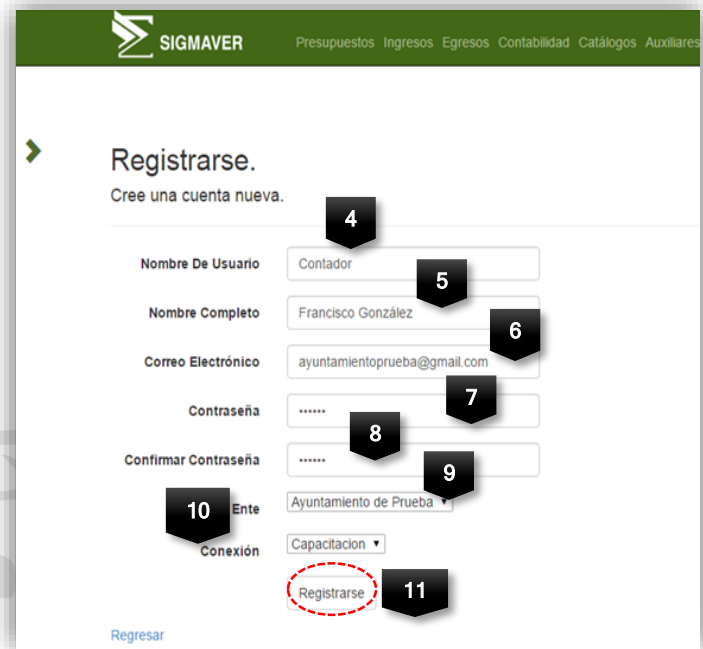 SIGMAVER Presupuestos Ingresos Egresos Contabilidad Catálogos Auxiliares
Registrarse.
Cree una cuenta nueva.
4
Nombre De Usuario Contador
5
Nombre Completo Francisco González
6
Correo Electrónico ayuntamientoprueba@gmail.com
7
Contraseña ••••••
8
Confirmar Contraseña ••••••
9
10 Ente Ayuntamiento de Prueba
Conexión Capacitacion
Registrarse 11
Regresar